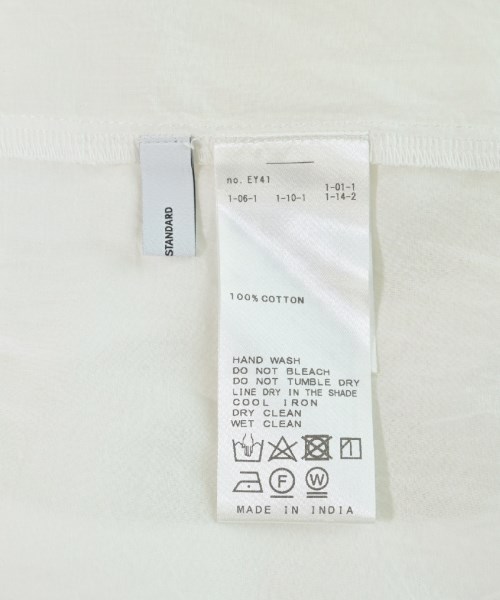 no. EY41
1-01-1
1-06-1 1-10-1 1-14-2
STANDARD
100% COTTON
HAND WASH
DO NOT BLEACH
DO NOT TUMBLE DRY
LINE DRY IN THE SHADE
COOL IRON
DRY CLEAN
WET CLEAN
F W
MADE IN INDIA